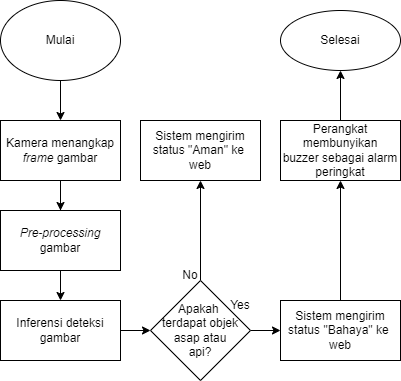 Mulai
Kamera menangkap
frame gambar
Pre-processing
gambar
Inferensi deteksi
gambar
Apakah
terdapat objek
asap atau
api?
No
Sistem mengirim
status "Aman" ke
web
Yes
Sistem mengirim
status "Bahaya" ke
web
Perangkat
membunyikan
buzzer sebagai alarm
peringkat
Selesai